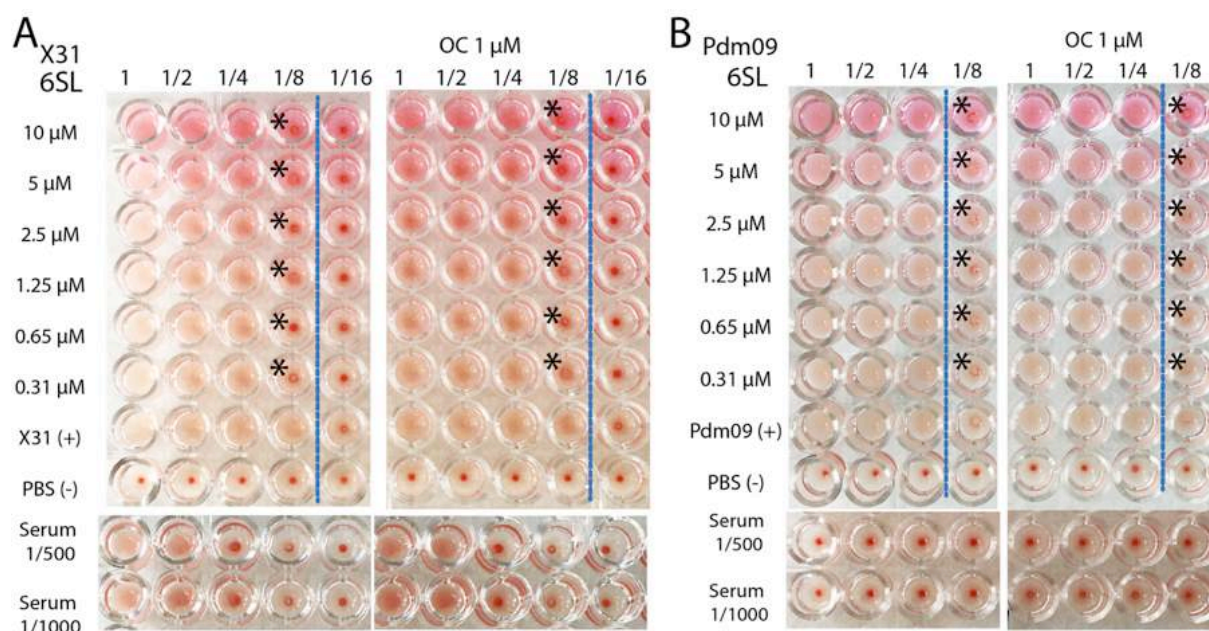 A
X31
6SL
OC 1 μM
1 1/2 1/4 1/8 1/16 1 1/2 1/4 1/8 1/16
10 μM
5 μM
2.5 μM
1.25 μM
0.65 μM
0.31 μM
X31 (+)
PBS (-)
Serum
1/500
Serum
1/1000
B
Pdm09
6SL
OC 1 μM
1 1/2 1/4 1/8 1 1/2 1/4 1/8
10 μM
5 μM
2.5 μM
1.25 μM
0.65 μM
0.31 μM
Pdm09 (+)
PBS (-)
Serum
1/500
Serum
1/1000